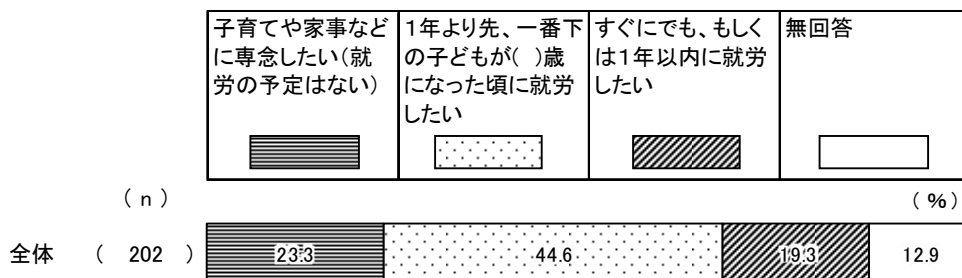 子育てや家事など
に専念したい(就
労の予定はない)
1年より先、一番下
の子どもが( )歳
になった頃に就労
したい
すぐにでも、もしく
は1年以内に就労
したい
無回答
( n )
( %)
全体 ( 202 ) 23.3 44.6 19.3 12.9